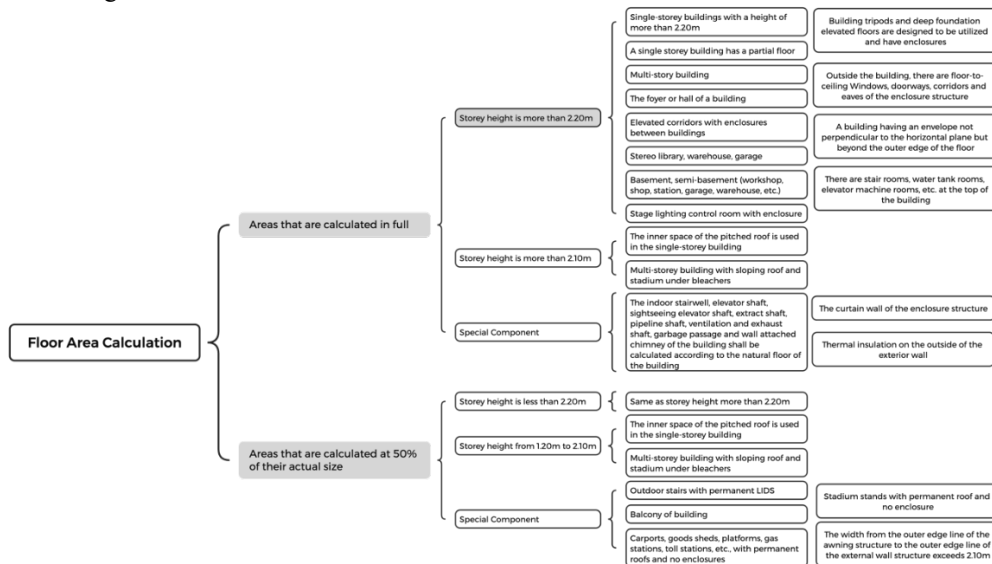 Single-storey buildings with a height of
more than 2.20m
A single storey building has a partial floor
Multi-story building
The foyer or hall of a building
Elevated corridors with enclosures
between buildings
Stereo library, warehouse, garage
Basement, semi-basement (workshop,
shop, station, garage, warehouse, etc.)
Stage lighting control room with enclosure
Building tripods and deep foundation
elevated floors are designed to be utilized
and have enclosures
Outside the building, there are floor-to-
ceiling Windows, doorways, corridors and
eaves of the enclosure structure
A building having an envelope not
perpendicular to the horizontal plane but
beyond the outer edge of the floor
There are stair rooms, water tank rooms,
elevator machine rooms, etc. at the top of
the building
Storey height is more than 2.20m
Areas that are calculated in full
Storey height is more than 2.10m
The inner space of the pitched roof is used
in the single-storey building
Multi-storey building with sloping roof and
stadium under bleachers
Special Component
The indoor stairwell, elevator shaft,
sightseeing elevator shaft, extract shaft,
pipeline shaft, ventilation and exhaust
shaft, garbage passage and wall attached
chimney of the building shall be
calculated according to the natural floor of
the building
The curtain wall of the enclosure structure
Thermal insulation on the outside of the
exterior wall
Floor Area Calculation
Storey height is less than 2.20m
Same as storey height more than 2.20m
Areas that are calculated at 50%
of their actual size
Storey height from 1.20m to 2.10m
The inner space of the pitched roof is used
in the single-storey building
Multi-storey building with sloping roof and
stadium under bleachers
Special Component
Outdoor stairs with permanent LIDS
Balcony of building
Carports, goods sheds, platforms, gas
stations, toll stations, etc., with permanent
roofs and no enclosures
Stadium stands with permanent roof and
no enclosure
The width from the outer edge line of the
awning structure to the outer edge line of
the external wall structure exceeds 2.10m